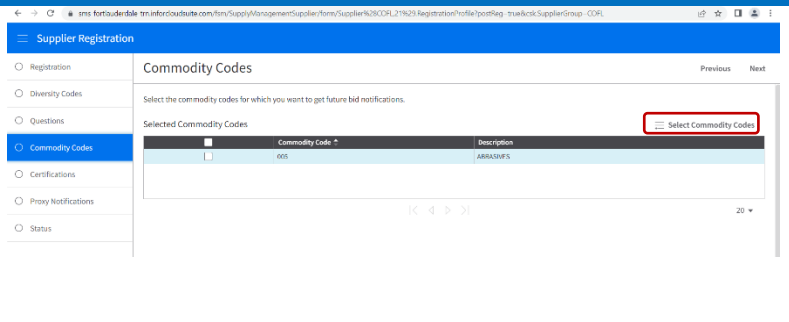 sms fortlauderdale trn.inforcloudsuite.com/fsm/SupplyManagementSupplier/form/Supplier%28COFL,21%29.RegistrationProfile?postReg=true&csk.SupplierGroup=COFL
Supplier Registration
Registration
Commodity Codes
Previous
Next
Diversity Codes
Select the commodity codes for which you want to get future bid notifications.
Questions
Selected Commodity Codes
Select Commodity Codes
Commodity Codes
Commodity Code
Description
005
ABRASIVES
Certifications
Proxy Notifications
20
Status